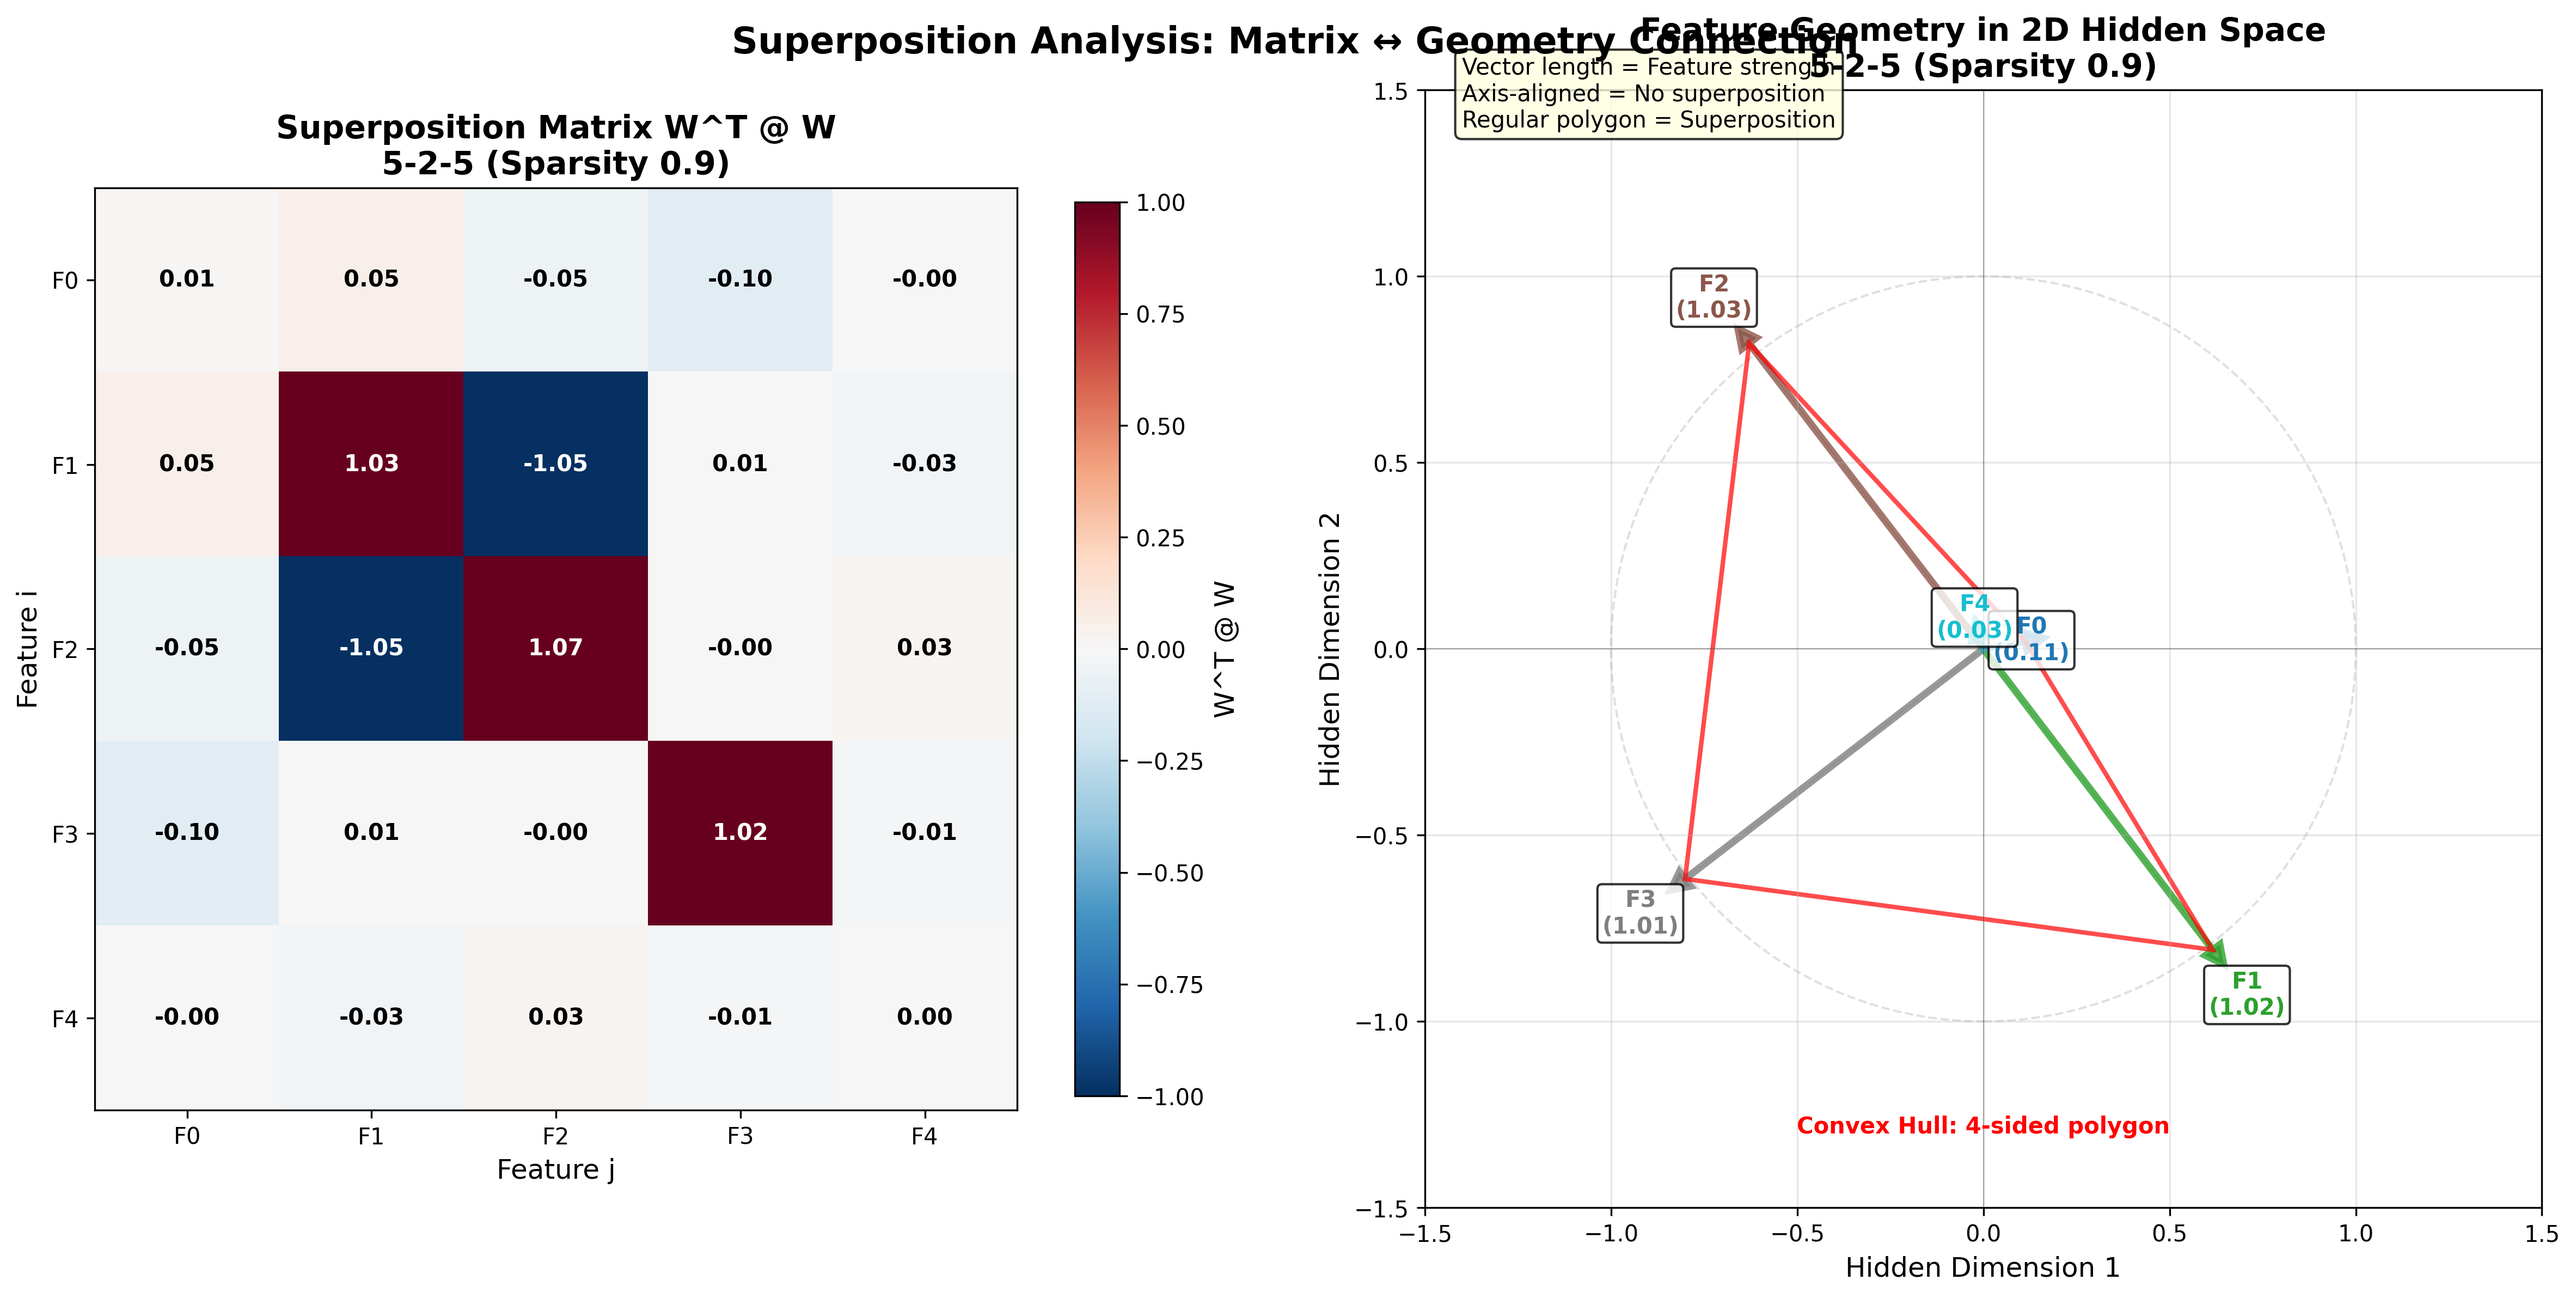 Superposition Analysis: Matrix ↔ Geometry Connection
Superposition Matrix W^T @ W
5-2-5 (Sparsity 0.9)
F0
F1
F2
F3
F4
Feature i
0.01 0.05 -0.05 -0.10 -0.00
0.05 1.03 -1.05 0.01 -0.03
-0.05 -1.05 1.07 -0.00 0.03
-0.10 0.01 -0.00 1.02 -0.01
-0.00 -0.03 0.03 -0.01 0.00
F0 F1 F2 F3 F4
Feature j
1.00
0.75
0.50
0.25
0.00
−0.25
−0.50
−0.75
−1.00
W^T @ W
Feature Geometry in 2D Hidden Space
5-2-5 (Sparsity 0.9)
Vector length = Feature strength
Axis-aligned = No superposition
Regular polygon = Superposition
1.5
1.0
0.5
0.0
−0.5
−1.0
−1.5
Hidden Dimension 2
F2
(1.03)
F4
(0.03)
F0
(0.11)
F3
(1.01)
F1
(1.02)
Convex Hull: 4-sided polygon
−1.5 −1.0 −0.5 0.0 0.5 1.0 1.5
Hidden Dimension 1